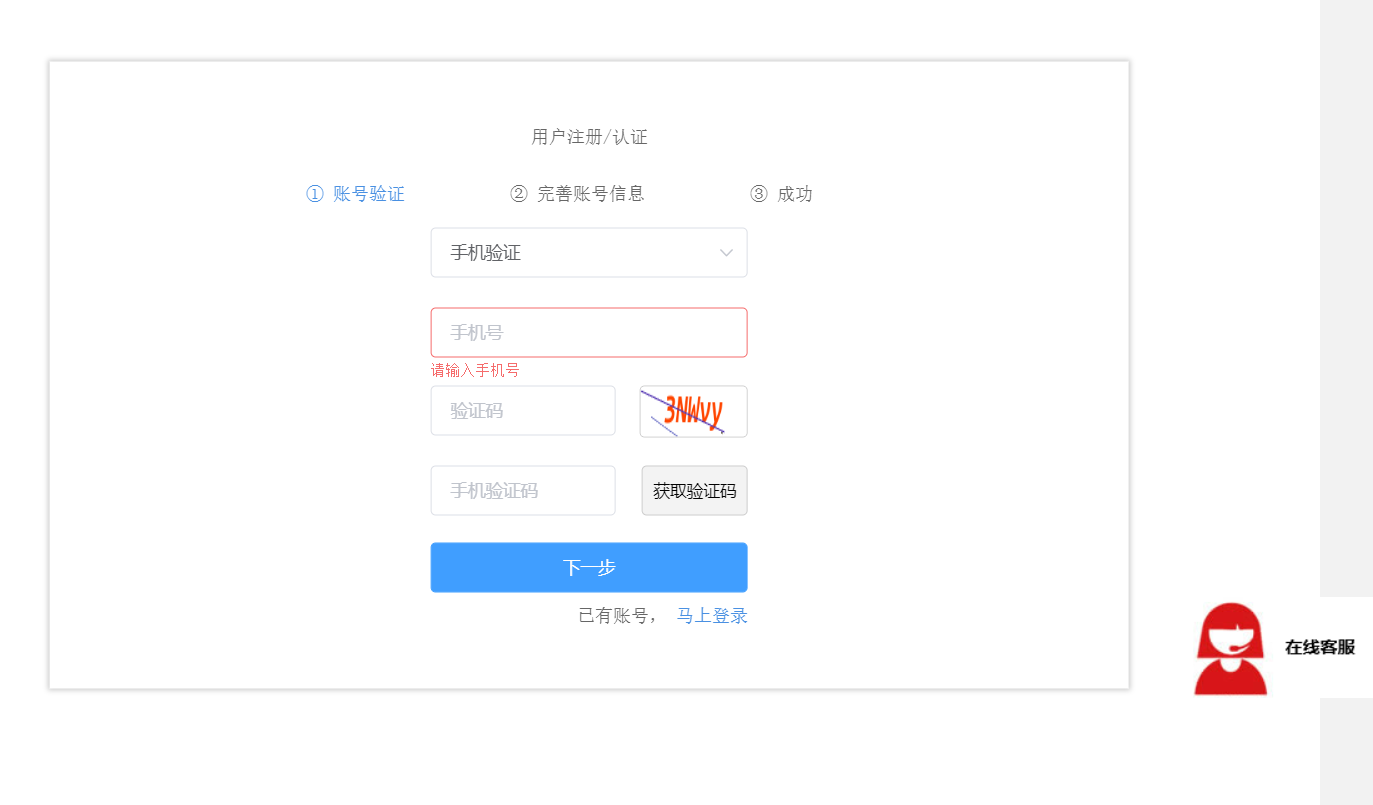 用户注册/认证
① 账号验证 ② 完善账号信息 ③ 成功
手机验证
手机号
请输入手机号
验证码 3NWvy
手机验证码 获取验证码
下一步
已有账号， 马上登录
在线客服